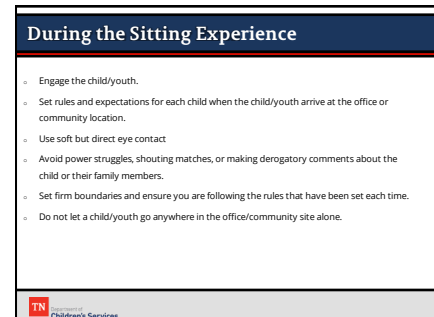 During the Sitting Experience
Engage the child/youth.
Set rules and expectations for each child when the child/youth arrive at the office or
community location.
Use soft but direct eye contact
Avoid power struggles, shouting matches, or making derogatory comments about the
child or their family members.
Set firm boundaries and ensure you are following the rules that have been set each time.
Do not let a child/youth go anywhere in the office/community site alone.
TN
Department of
Children's Services